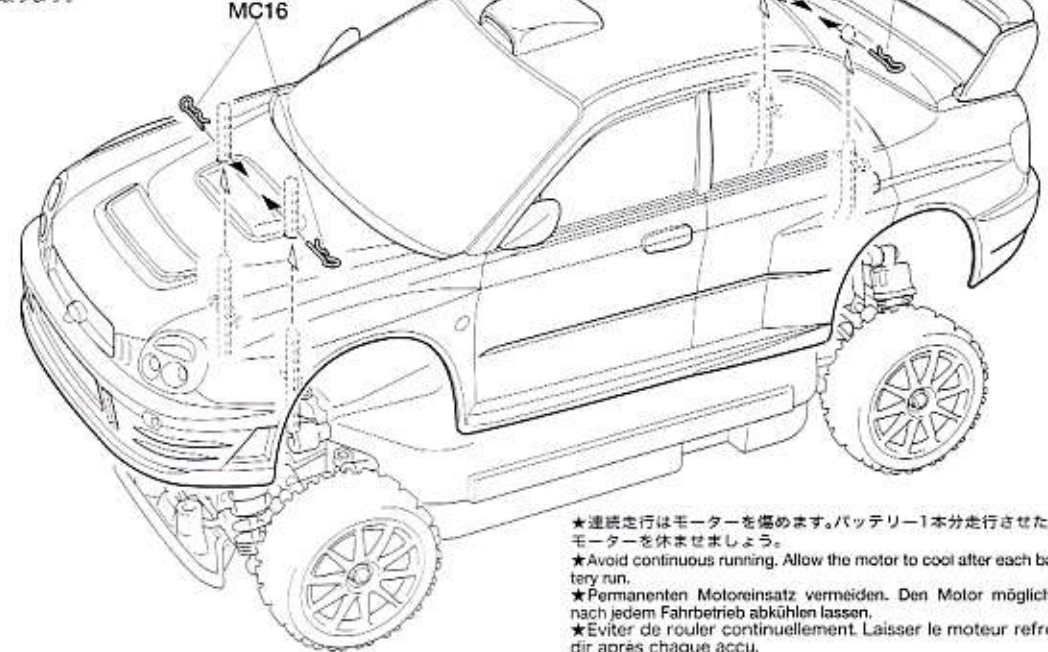 MC16
★連続走行はモーターを傷めます。バッテリー1本分走行させた
モーターを休ませましょう。
★Avoid continuous running. Allow the motor to cool after each ba
tery run.
★Permanenten Motoreinsatz vermeiden. Den Motor möglich
nach jedem Fahrbetrieb abkühlen lassen.
★Eviter de rouler continuellement. Laisser le moteur refr
dir après chaque accu.